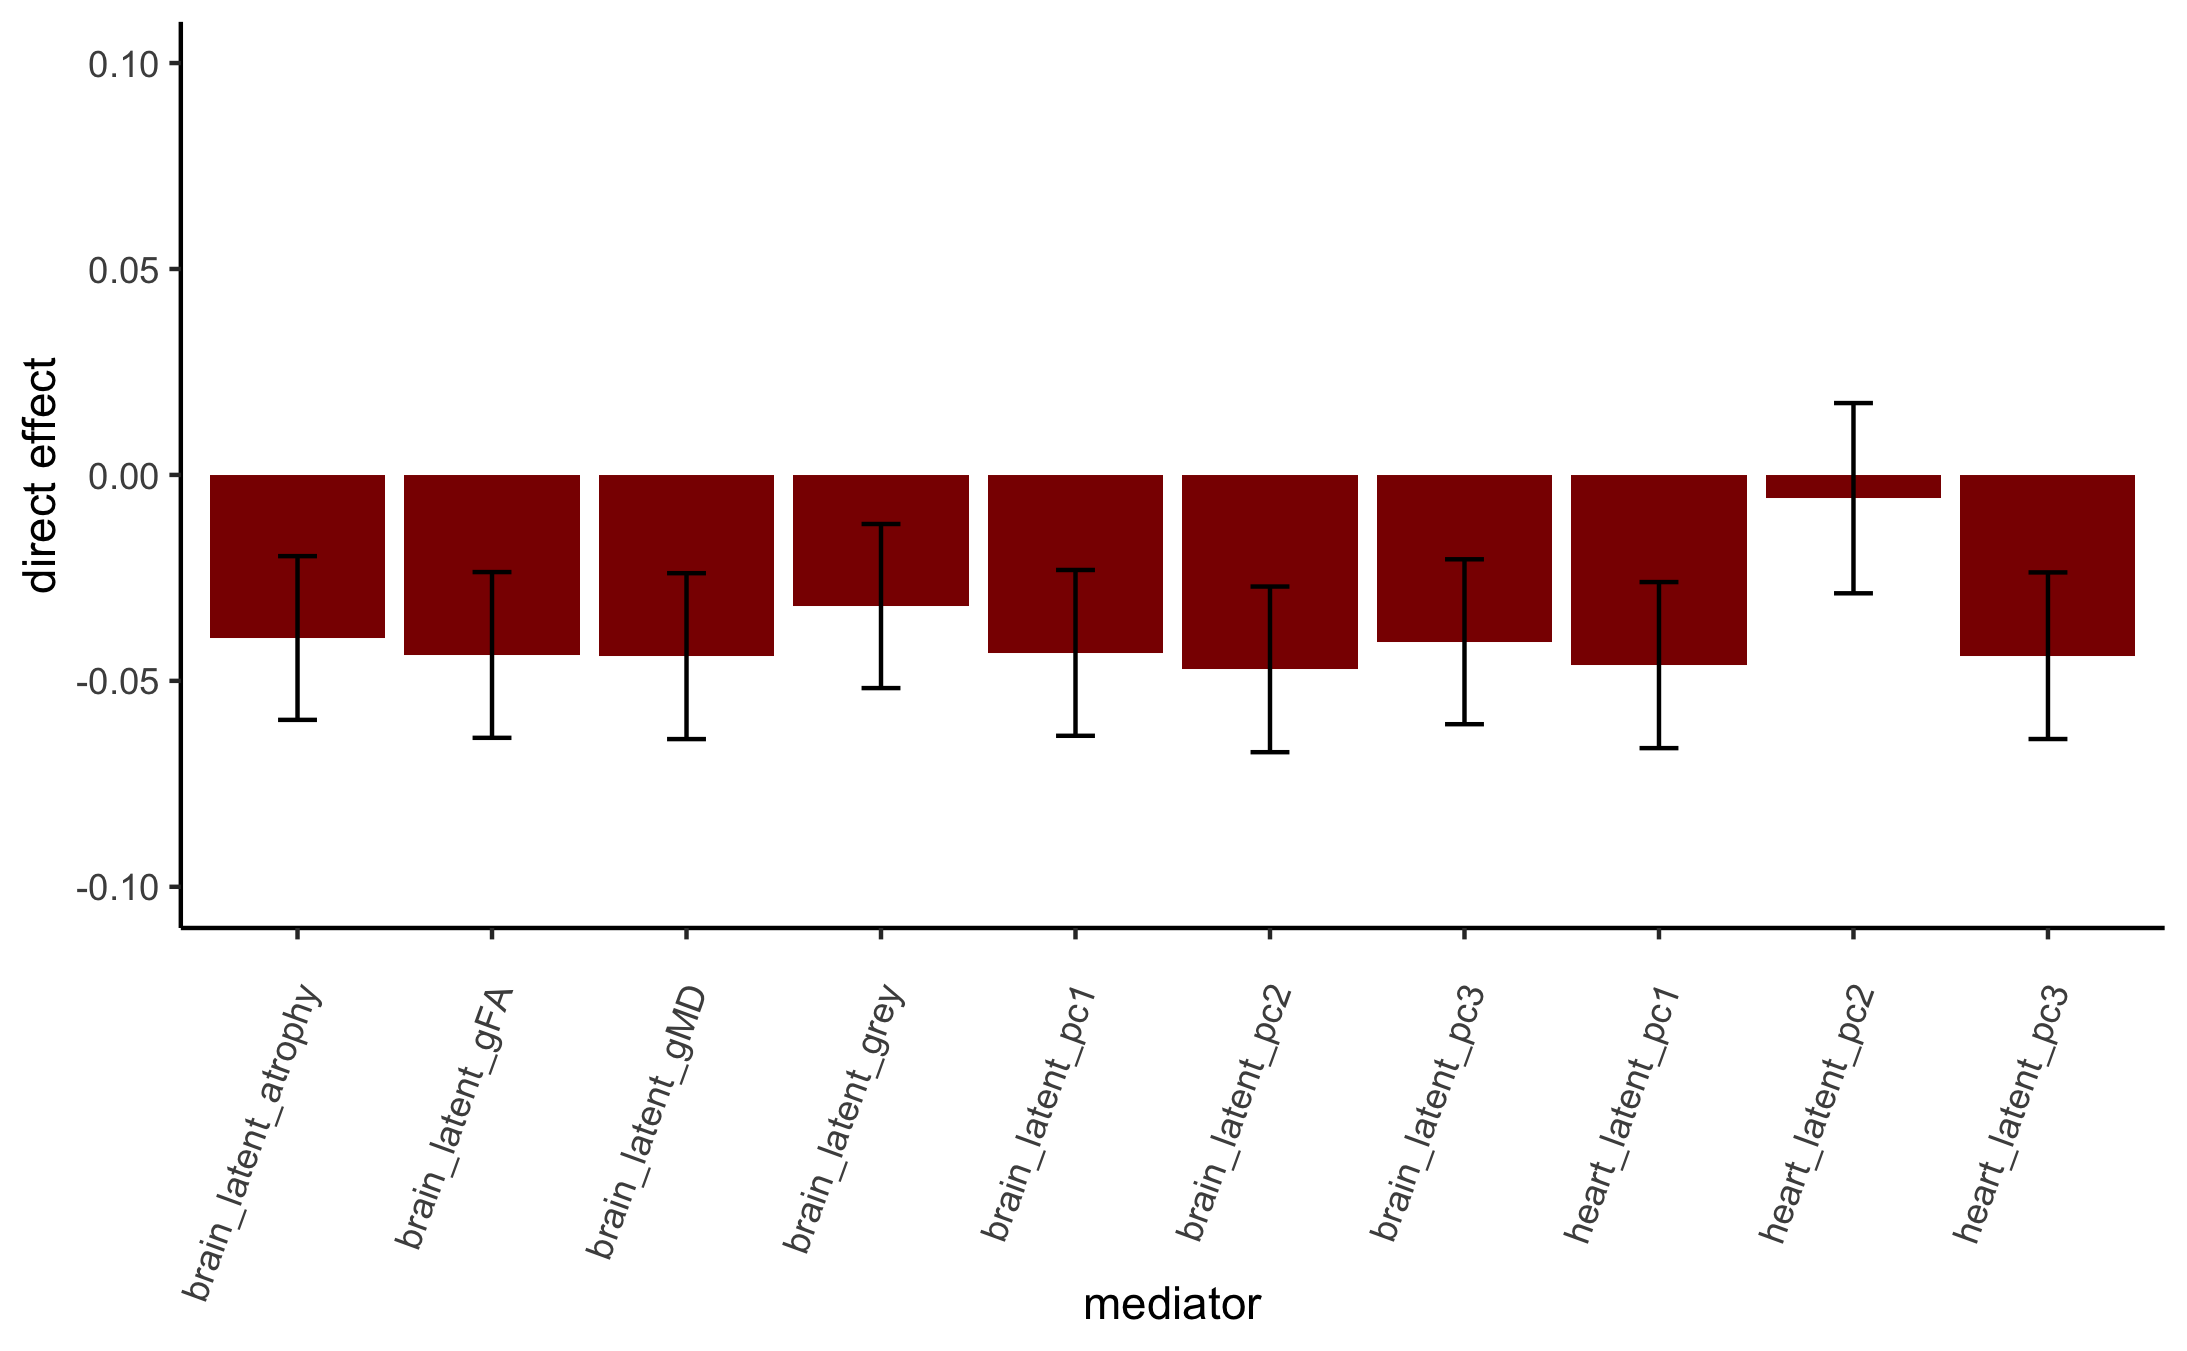 direct effect
0.10
0.05
0.00
-0.05
-0.10
brain_latent_atrophy
brain_latent_gFA
brain_latent_gMD
brain_latent_grey
brain_latent_pc1
brain_latent_pc2
brain_latent_pc3
heart_latent_pc1
heart_latent_pc2
heart_latent_pc3
mediator